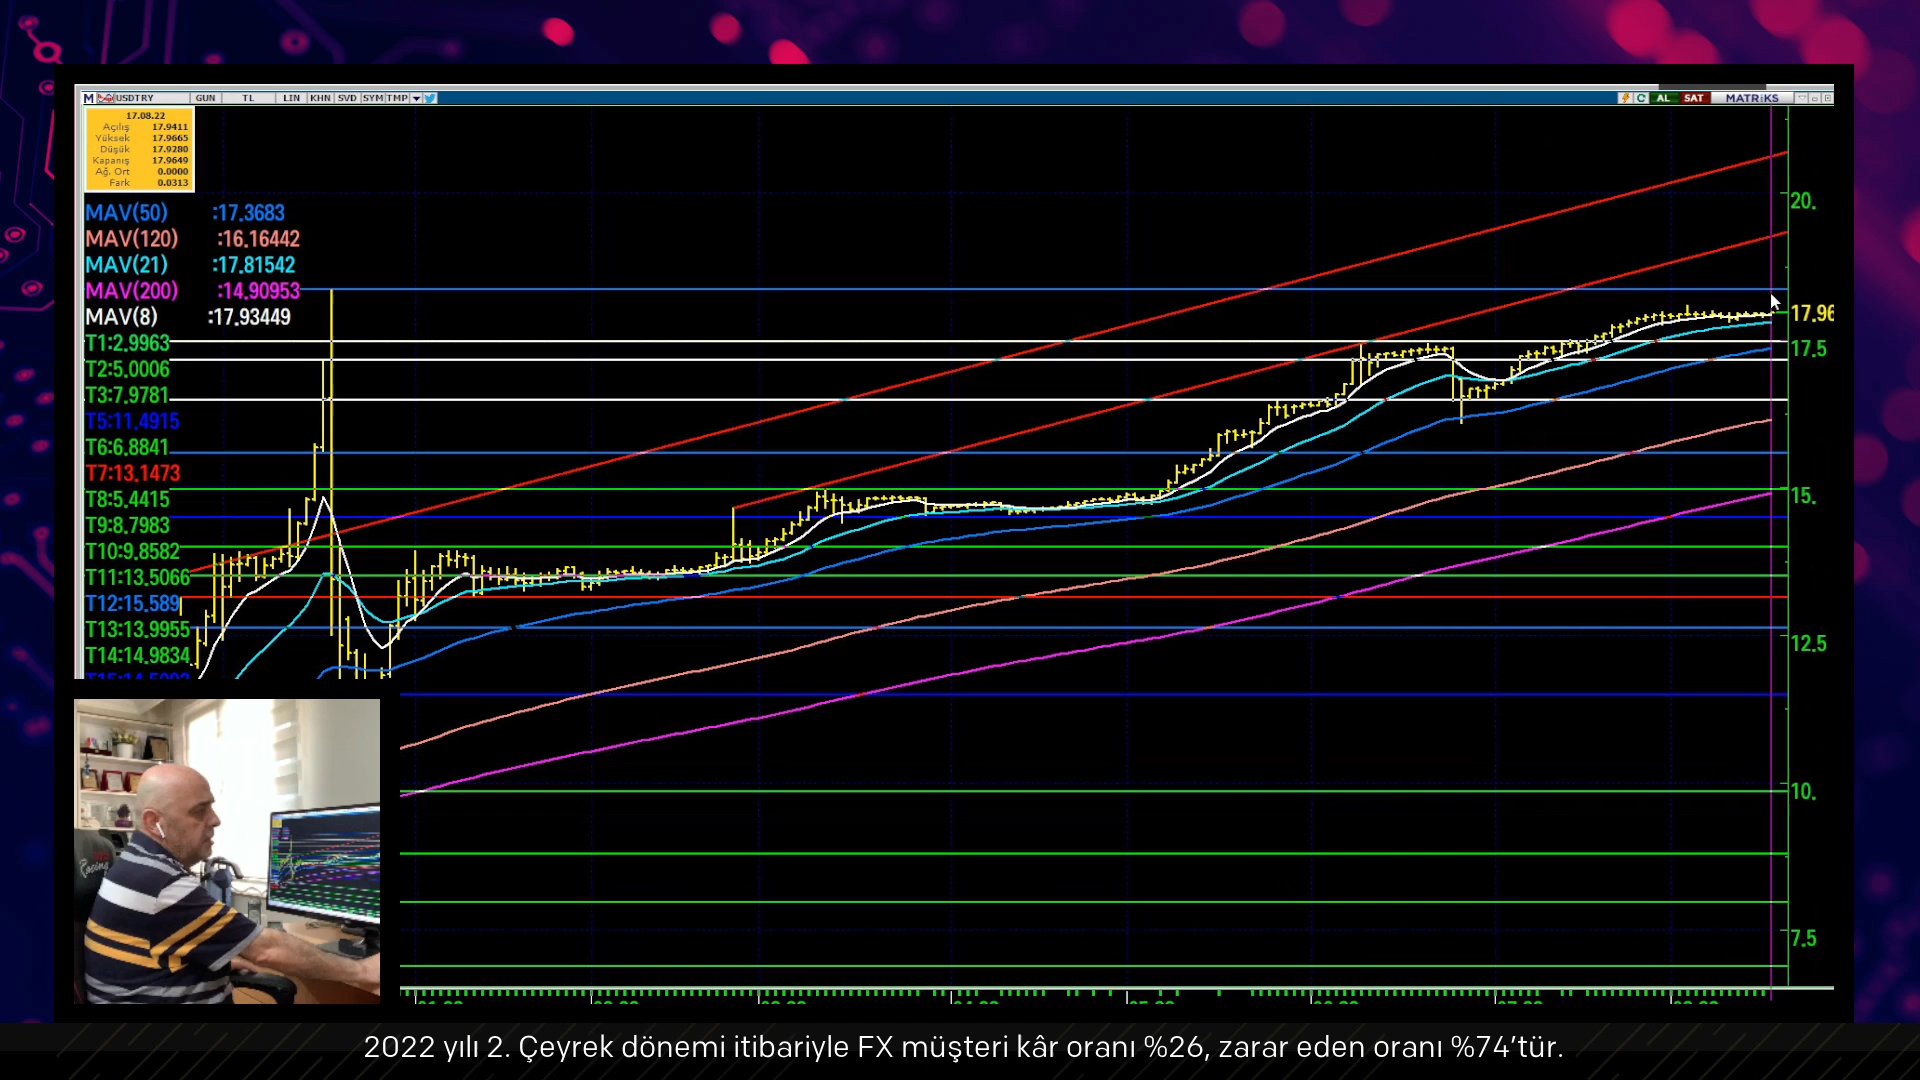 M USDTRY GUN TL LIN KHN SVD SYM TMP
C AL SAT MATRiKS
17.08.22
Açılış 17.9411
Yüksek 17.9665
Düşük 17.9280
Kapanış 17.9649
Ağ. Ort 0.0000
Fark 0.0313
MAV(50) :17.3683
MAV(120) :16.16442
MAV(21) :17.81542
MAV(200) :14.90953
MAV(8) :17.93449
T1:2.9963
T2:5.0006
T3:7.9781
T5:11.4915
T6:6.8841
T7:13.1473
T8:5.4415
T9:8.7983
T10:9.8582
T11:13.5066
T12:15.589
T13:13.9955
T14:14.9834
20.
17.96
17.5
15.
12.5
10.
7.5
Racing
2022 yılı 2. Çeyrek dönemi itibariyle FX müşteri kâr oranı %26, zarar eden oranı %74'tür.